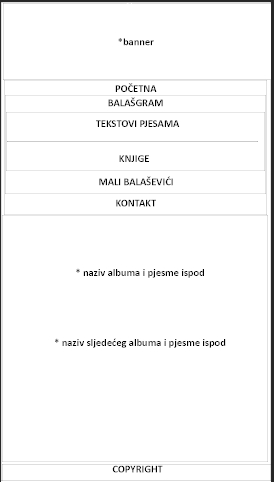 *banner
POČETNA
BALAŠGRAM
TEKSTOVI PJESAMA
KNJIGE
MALI BALAŠEVIĆI
KONTAKT
* naziv albuma i pjesme ispod
* naziv sljedećeg albuma i pjesme ispod
COPYRIGHT